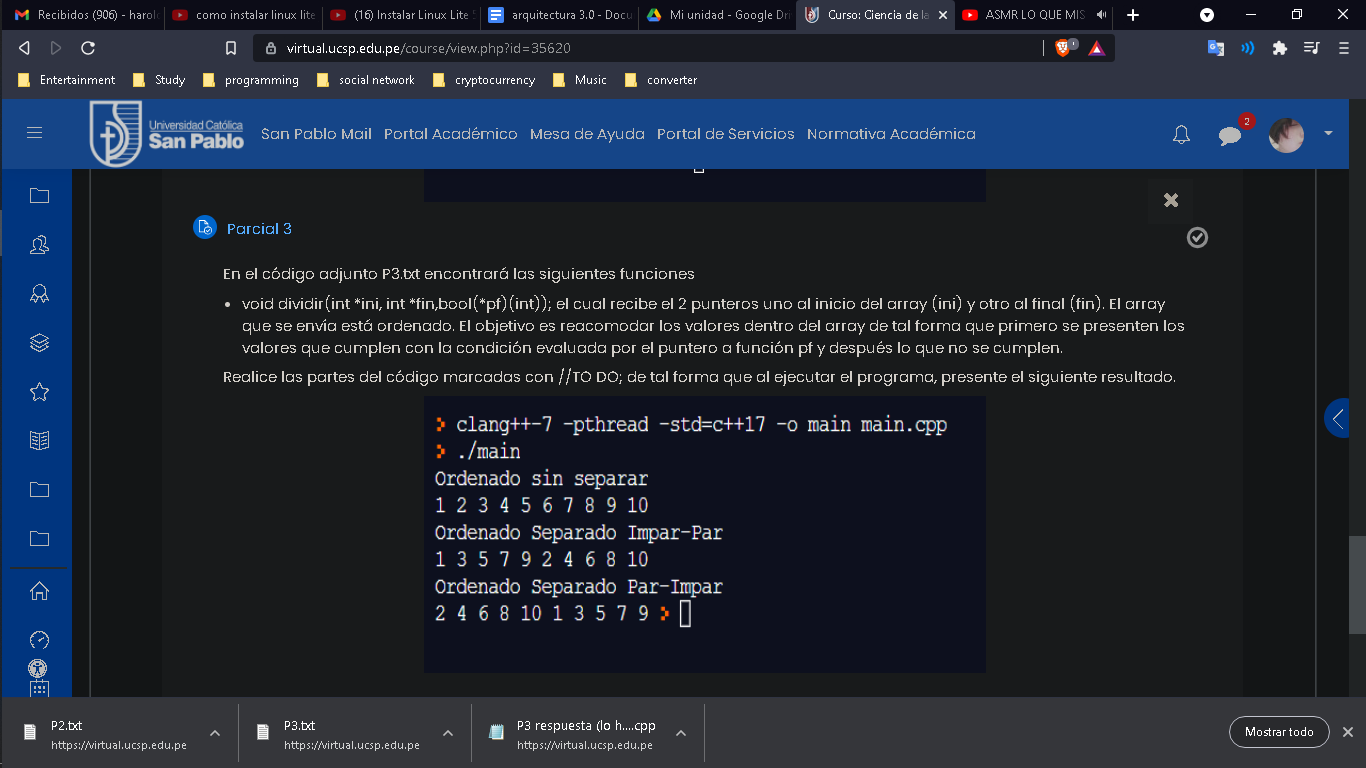 Recibidos (906) - harol
como instalar linux lite
(16) Instalar Linux Lite
arquitectura 3.0 - Docu
Mi unidad - Google Dri
Curso: Ciencia de la
ASMR LO QUE MIS
virtual.ucsp.edu.pe/course/view.php?id=35620
Entertainment
Study
programming
social network
cryptocurrency
Music
converter
Universidad Católica
San Pablo
San Pablo Mail
Portal Académico
Mesa de Ayuda
Portal de Servicios
Normativa Académica
2
Parcial 3
En el código adjunto P3.txt encontrará las siguientes funciones
• void dividir(int *ini, int *fin,bool(*pf)(int)); el cual recibe el 2 punteros uno al inicio del array (ini) y otro al final (fin). El array
que se envía está ordenado. El objetivo es reacomodar los valores dentro del array de tal forma que primero se presenten los
valores que cumplen con la condición evaluada por el puntero a función pf y después lo que no se cumplen.
Realice las partes del código marcadas con //TO DO; de tal forma que al ejecutar el programa, presente el siguiente resultado.
> clang++-7 -pthread -std=c++17 -o main main.cpp
> ./main
Ordenado sin separar
1 2 3 4 5 6 7 8 9 10
Ordenado Separado Impar-Par
1 3 5 7 9 2 4 6 8 10
Ordenado Separado Par-Impar
2 4 6 8 10 1 3 5 7 9 >
P2.txt
https://virtual.ucsp.edu.pe
P3.txt
https://virtual.ucsp.edu.pe
P3 respuesta (lo h....cpp
https://virtual.ucsp.edu.pe
Mostrar todo